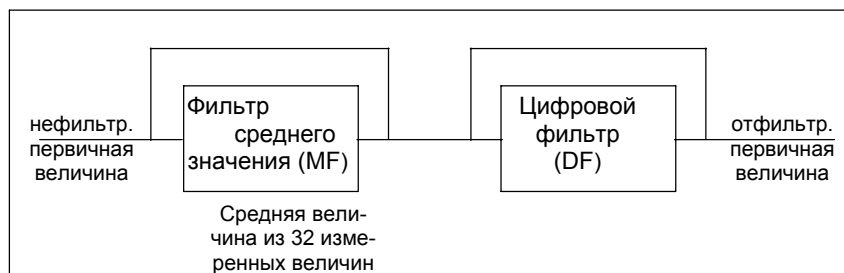 нефильтр.
первичная
величина
Фильтр
среднего
значения (MF)
Средняя вели-
чина из 32 изме-
ренных величин
Цифровой
фильтр
(DF)
отфильтр.
первичная
величина